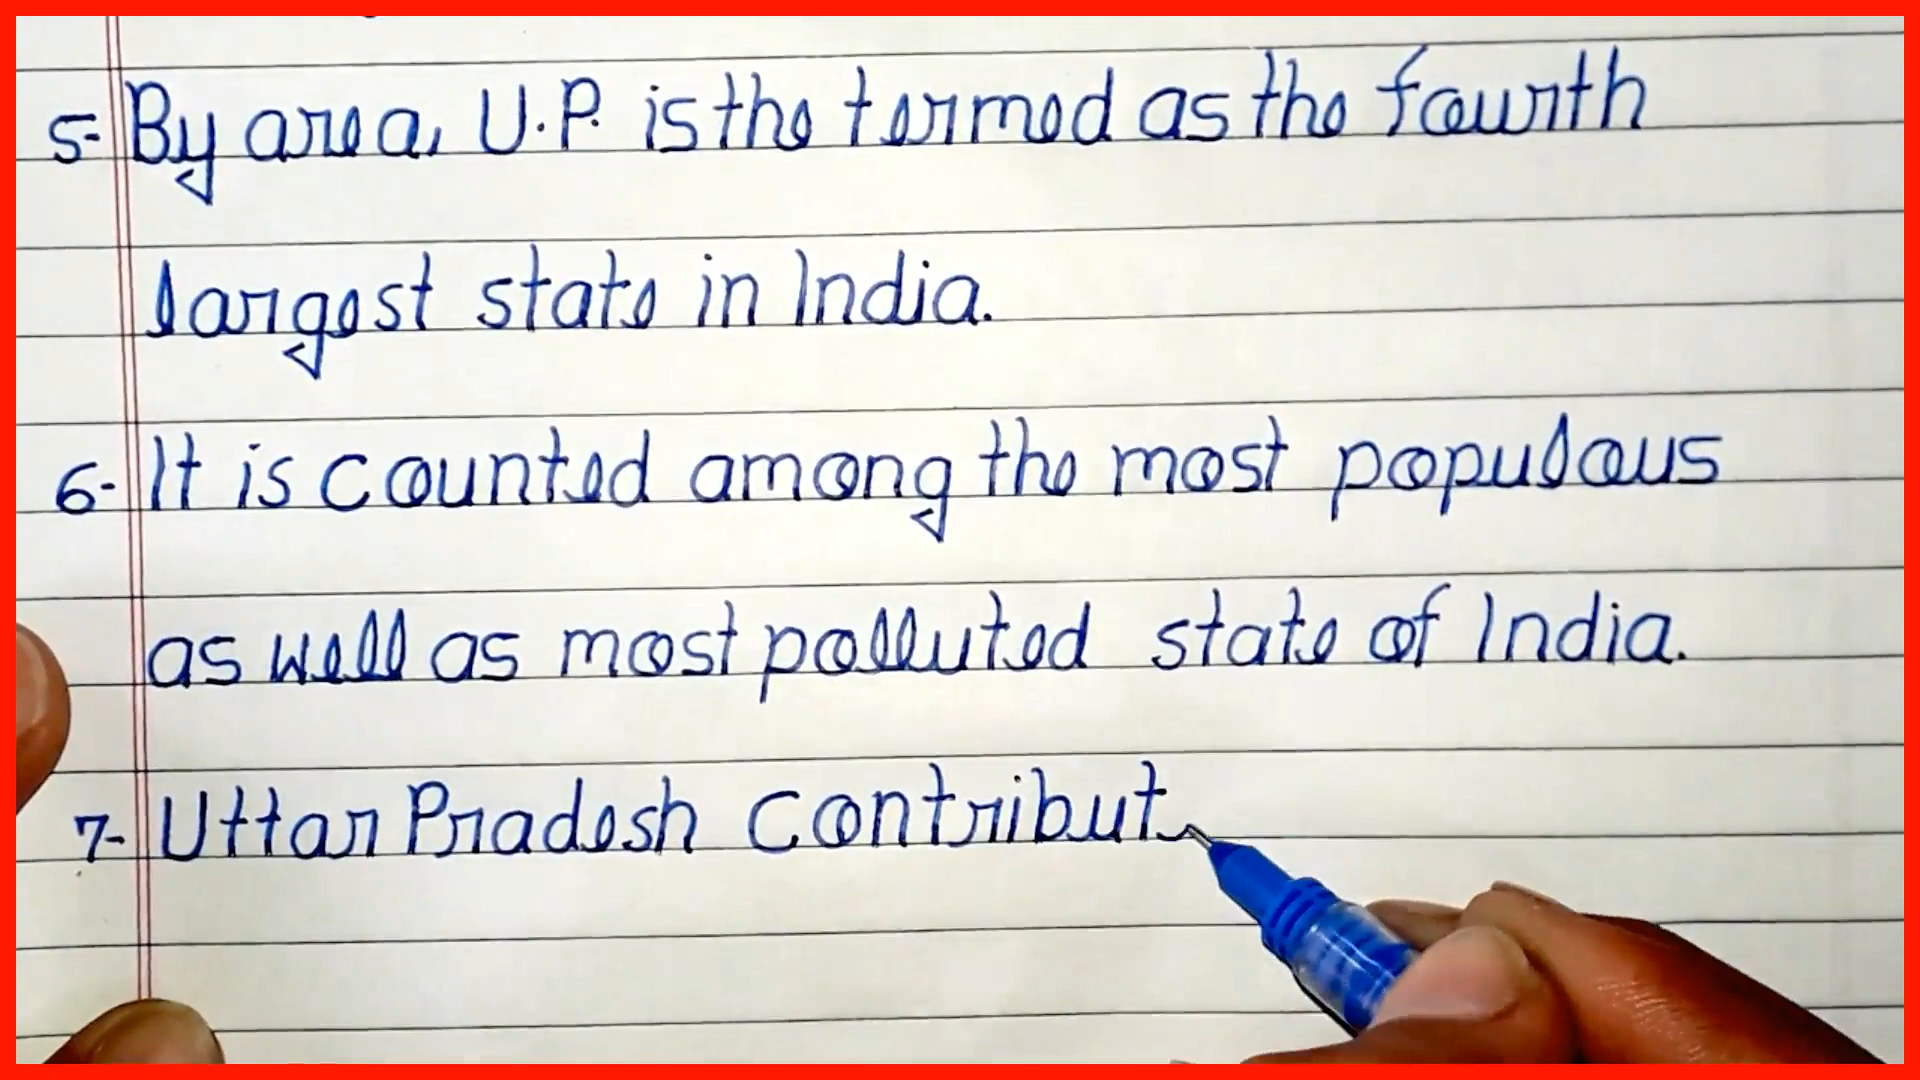 5- By area, U.P. is the termed as the fourth
largest state in India.
6- It is counted among the most populous
as well as most polluted state of India.
7- Uttar Pradesh Contribut